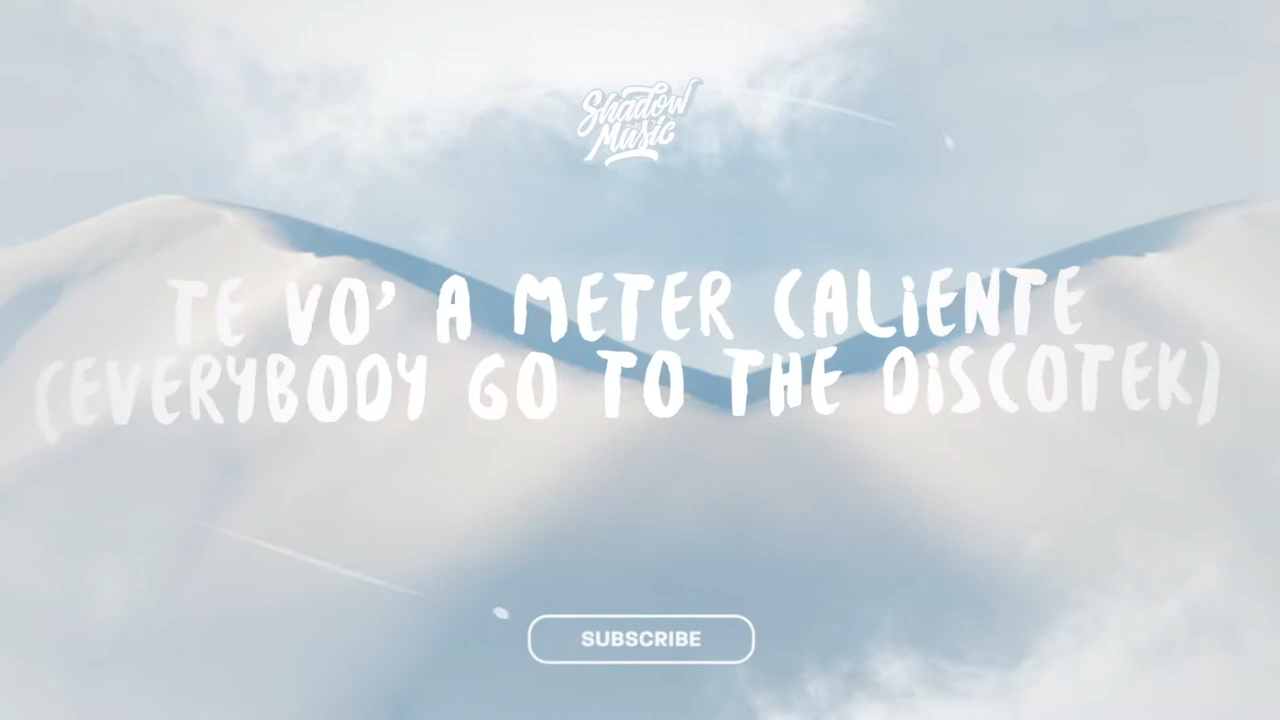 Shadow
Music
TE VO' A METER CALiENTE
(EVERYBODY GO TO THE DiSCOTEK)
SUBSCRIBE